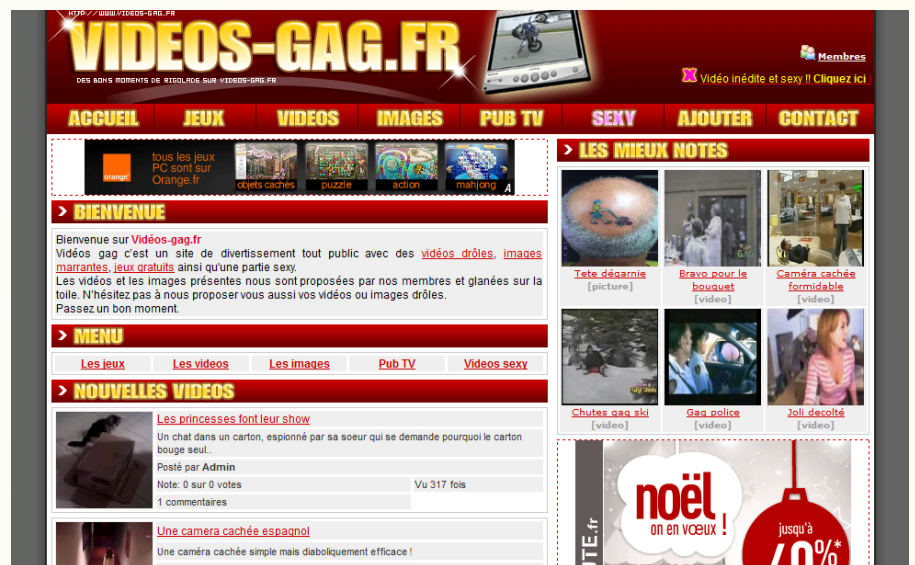 HTTP://WWW.VIDEOS-GAG.FR
VIDEOS-GAG.FR
DES BONS MOMENTS DE RIGOLADE SUR VIDEOS-GAG.FR
Membres
Vidéo inédite et sexy !! Cliquez ici
ACCUEIL JEUX VIDEOS IMAGES PUB TV SEXY AJOUTER CONTACT
orange
tous les jeux
PC sont sur
Orange.fr
objets cachés puzzle action mahjong
BIENVENUE
Bienvenue sur Vidéos-gag.fr
Vidéos gag c'est un site de divertissement tout public avec des vidéos drôles, images
marrantes, jeux gratuits ainsi qu'une partie sexy.
Les vidéos et les images présentes nous sont proposées par nos membres et glanées sur la
toile. N'hésitez pas à nous proposer vous aussi vos vidéos ou images drôles.
Passez un bon moment.
MENU
Les jeux Les videos Les images Pub TV Videos sexy
NOUVELLES VIDEOS
Les princesses font leur show
Un chat dans un carton, espionné par sa soeur qui se demande pourquoi le carton
bouge seul..
Posté par Admin
Note: 0 sur 0 votes Vu 317 fois
1 commentaires
Une camera cachée espagnol
Une caméra cachée simple mais diaboliquement efficace !
LES MIEUX NOTES
Tete dégarnie
[picture]
Bravo pour le
bouquet
[video]
Caméra cachée
formidable
[video]
Chutes gag ski
[video]
Gag police
[video]
Joli decolté
[video]
UTE.fr
noël
on en vœux !
jusqu'à
40%*